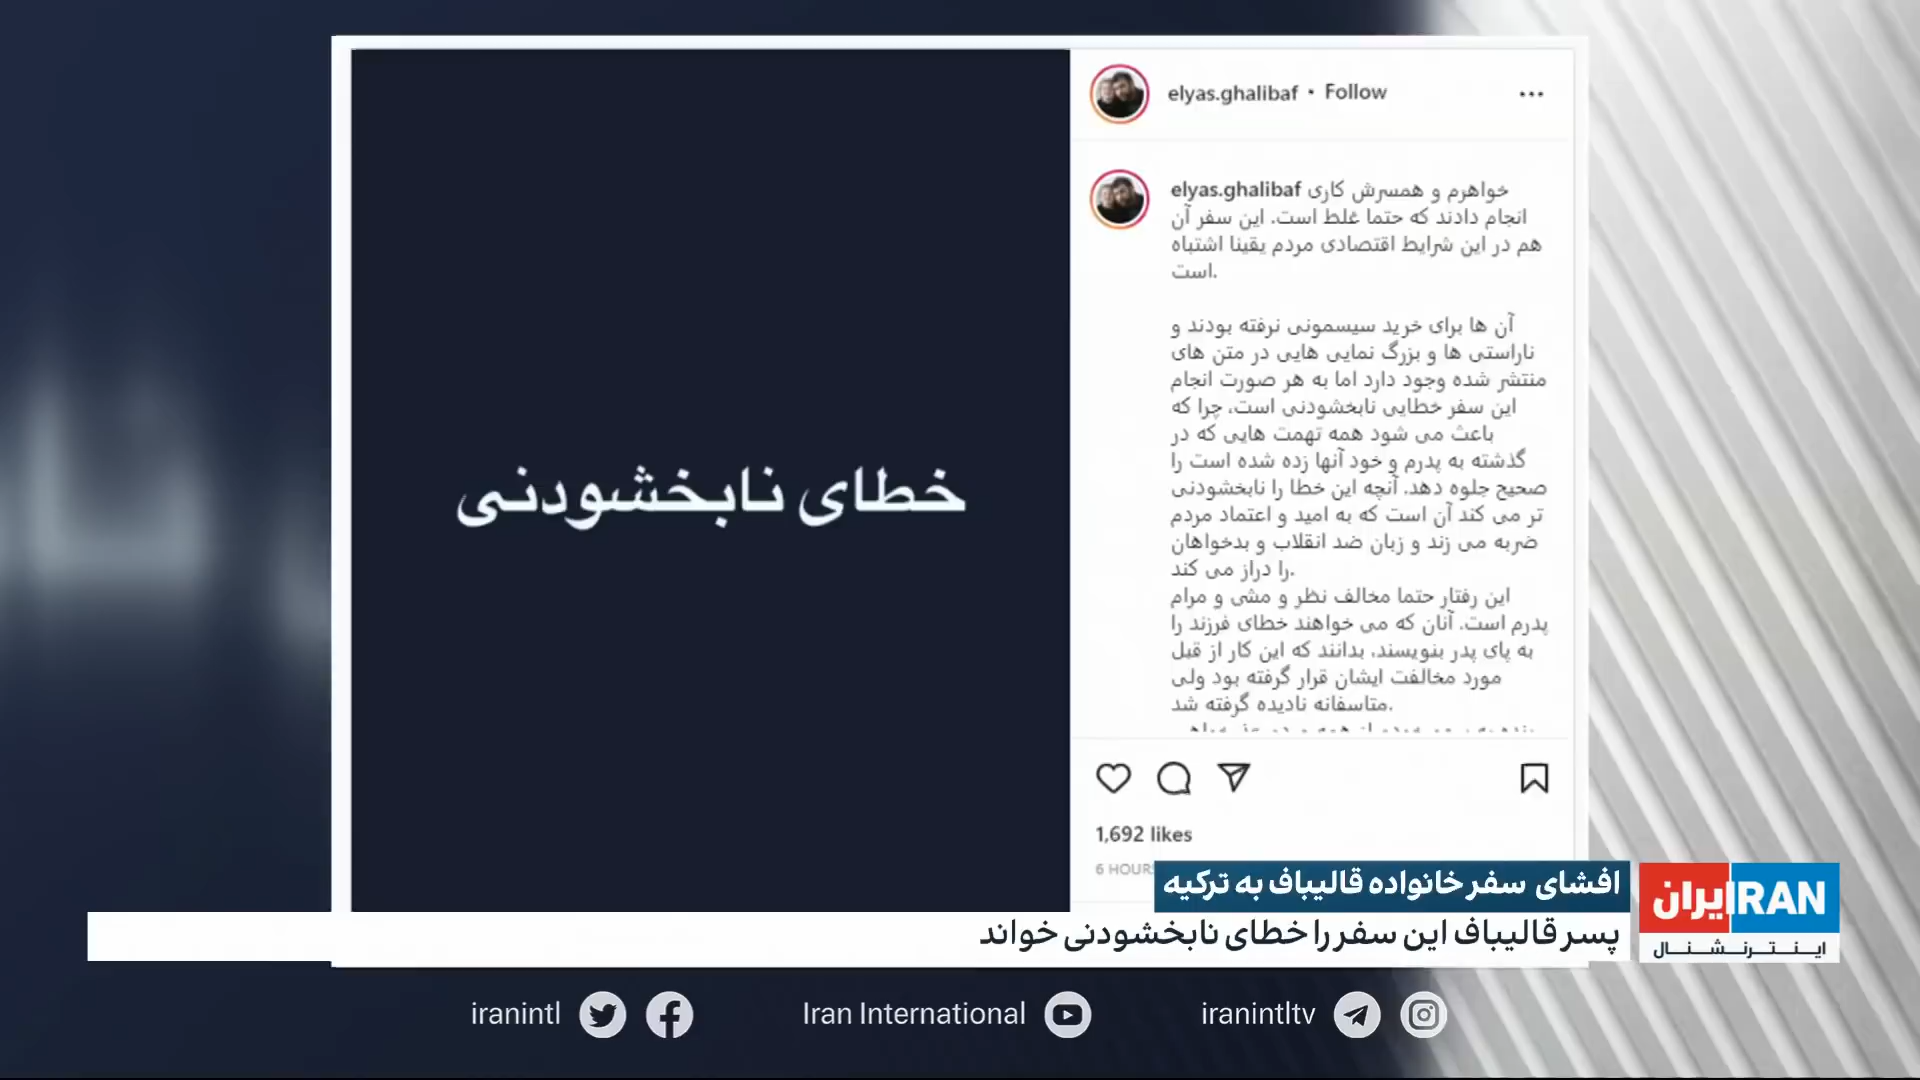 elyas.ghalibaf • Follow
elyas.ghalibaf خواهرم و همسرش کاری
انجام دادند که حتما غلط است. این سفر آن
هم در این شرایط اقتصادی مردم یقینا اشتباه
است.
آن ها برای خرید سیسمونی نرفته بودند و
ناراستی ها و بزرگ نمایی هایی در متن های
منتشر شده وجود دارد اما به هر صورت انجام
این سفر خطایی نابخشودنی است، چرا که
باعث می شود همه تهمت هایی که در
گذشته به پدرم و خود آنها زده شده است را
صحیح جلوه دهد. آنچه این خطا را نابخشودنی
تر می کند آن است که به امید و اعتماد مردم
ضربه می زند و زبان ضد انقلاب و بدخواهان
را دراز می کند.
این رفتار حتما مخالف نظر و مشی و مرام
پدرم است. آنان که می خواهند خطای فرزند را
به پای پدر بنویسند، بدانند که این کار از قبل
مورد مخالفت ایشان قرار گرفته بود ولی
متاسفانه نادیده گرفته شد.
خطای نابخشودنی
1,692 likes
6 HOURS
افشای سفر خانواده قالیباف به ترکیه
پسر قالیباف این سفر را خطای نابخشودنی خواند
ایران IRAN
اینترنشنال
iranintl
Iran International
iranintltv